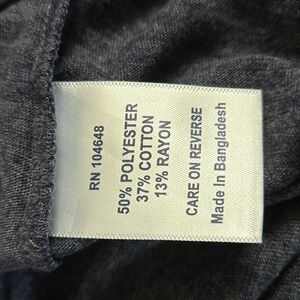 RN 104648
50% POLYESTER
37% COTTON
13% RAYON
CARE ON REVERSE
Made In Bangladesh